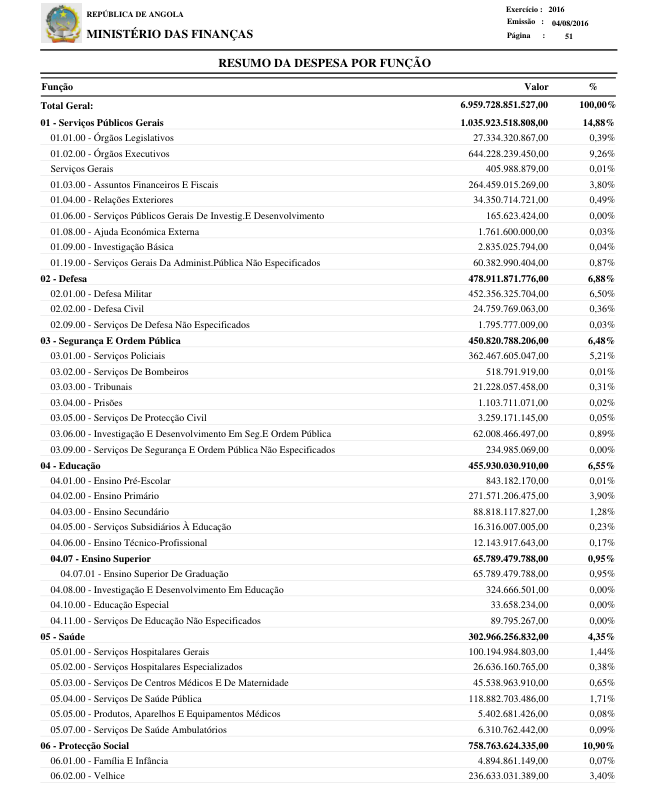 REPÚBLICA DE ANGOLA
MINISTÉRIO DAS FINANÇAS
Exercício : 2016
Emissão : 04/08/2016
Página : 51
RESUMO DA DESPESA POR FUNÇÃO
Função Valor %
Total Geral: 6.959.728.851.527,00 100,00%
01 - Serviços Públicos Gerais 1.035.923.518.808,00 14,88%
01.01.00 - Órgãos Legislativos 27.334.320.867,00 0,39%
01.02.00 - Órgãos Executivos 644.228.239.450,00 9,26%
Serviços Gerais 405.988.879,00 0,01%
01.03.00 - Assuntos Financeiros E Fiscais 264.459.015.269,00 3,80%
01.04.00 - Relações Exteriores 34.350.714.721,00 0,49%
01.06.00 - Serviços Públicos Gerais De Investig.E Desenvolvimento 165.623.424,00 0,00%
01.08.00 - Ajuda Económica Externa 1.761.600.000,00 0,03%
01.09.00 - Investigação Básica 2.835.025.794,00 0,04%
01.19.00 - Serviços Gerais Da Administ.Pública Não Especificados 60.382.990.404,00 0,87%
02 - Defesa 478.911.871.776,00 6,88%
02.01.00 - Defesa Militar 452.356.325.704,00 6,50%
02.02.00 - Defesa Civil 24.759.769.063,00 0,36%
02.09.00 - Serviços De Defesa Não Especificados 1.795.777.009,00 0,03%
03 - Segurança E Ordem Pública 450.820.788.206,00 6,48%
03.01.00 - Serviços Policiais 362.467.605.047,00 5,21%
03.02.00 - Serviços De Bombeiros 518.791.919,00 0,01%
03.03.00 - Tribunais 21.228.057.458,00 0,31%
03.04.00 - Prisões 1.103.711.071,00 0,02%
03.05.00 - Serviços De Protecção Civil 3.259.171.145,00 0,05%
03.06.00 - Investigação E Desenvolvimento Em Seg.E Ordem Pública 62.008.466.497,00 0,89%
03.09.00 - Serviços De Segurança E Ordem Pública Não Especificados 234.985.069,00 0,00%
04 - Educação 455.930.030.910,00 6,55%
04.01.00 - Ensino Pré-Escolar 843.182.170,00 0,01%
04.02.00 - Ensino Primário 271.571.206.475,00 3,90%
04.03.00 - Ensino Secundário 88.818.117.827,00 1,28%
04.05.00 - Serviços Subsidiários À Educação 16.316.007.005,00 0,23%
04.06.00 - Ensino Técnico-Profissional 12.143.917.643,00 0,17%
04.07 - Ensino Superior 65.789.479.788,00 0,95%
04.07.01 - Ensino Superior De Graduação 65.789.479.788,00 0,95%
04.08.00 - Investigação E Desenvolvimento Em Educação 324.666.501,00 0,00%
04.10.00 - Educação Especial 33.658.234,00 0,00%
04.11.00 - Serviços De Educação Não Especificados 89.795.267,00 0,00%
05 - Saúde 302.966.256.832,00 4,35%
05.01.00 - Serviços Hospitalares Gerais 100.194.984.803,00 1,44%
05.02.00 - Serviços Hospitalares Especializados 26.636.160.765,00 0,38%
05.03.00 - Serviços De Centros Médicos E De Maternidade 45.538.963.910,00 0,65%
05.04.00 - Serviços De Saúde Pública 118.882.703.486,00 1,71%
05.05.00 - Produtos, Aparelhos E Equipamentos Médicos 5.402.681.426,00 0,08%
05.07.00 - Serviços De Saúde Ambulatórios 6.310.762.442,00 0,09%
06 - Protecção Social 758.763.624.335,00 10,90%
06.01.00 - Família E Infância 4.894.861.149,00 0,07%
06.02.00 - Velhice 236.633.031.389,00 3,40%